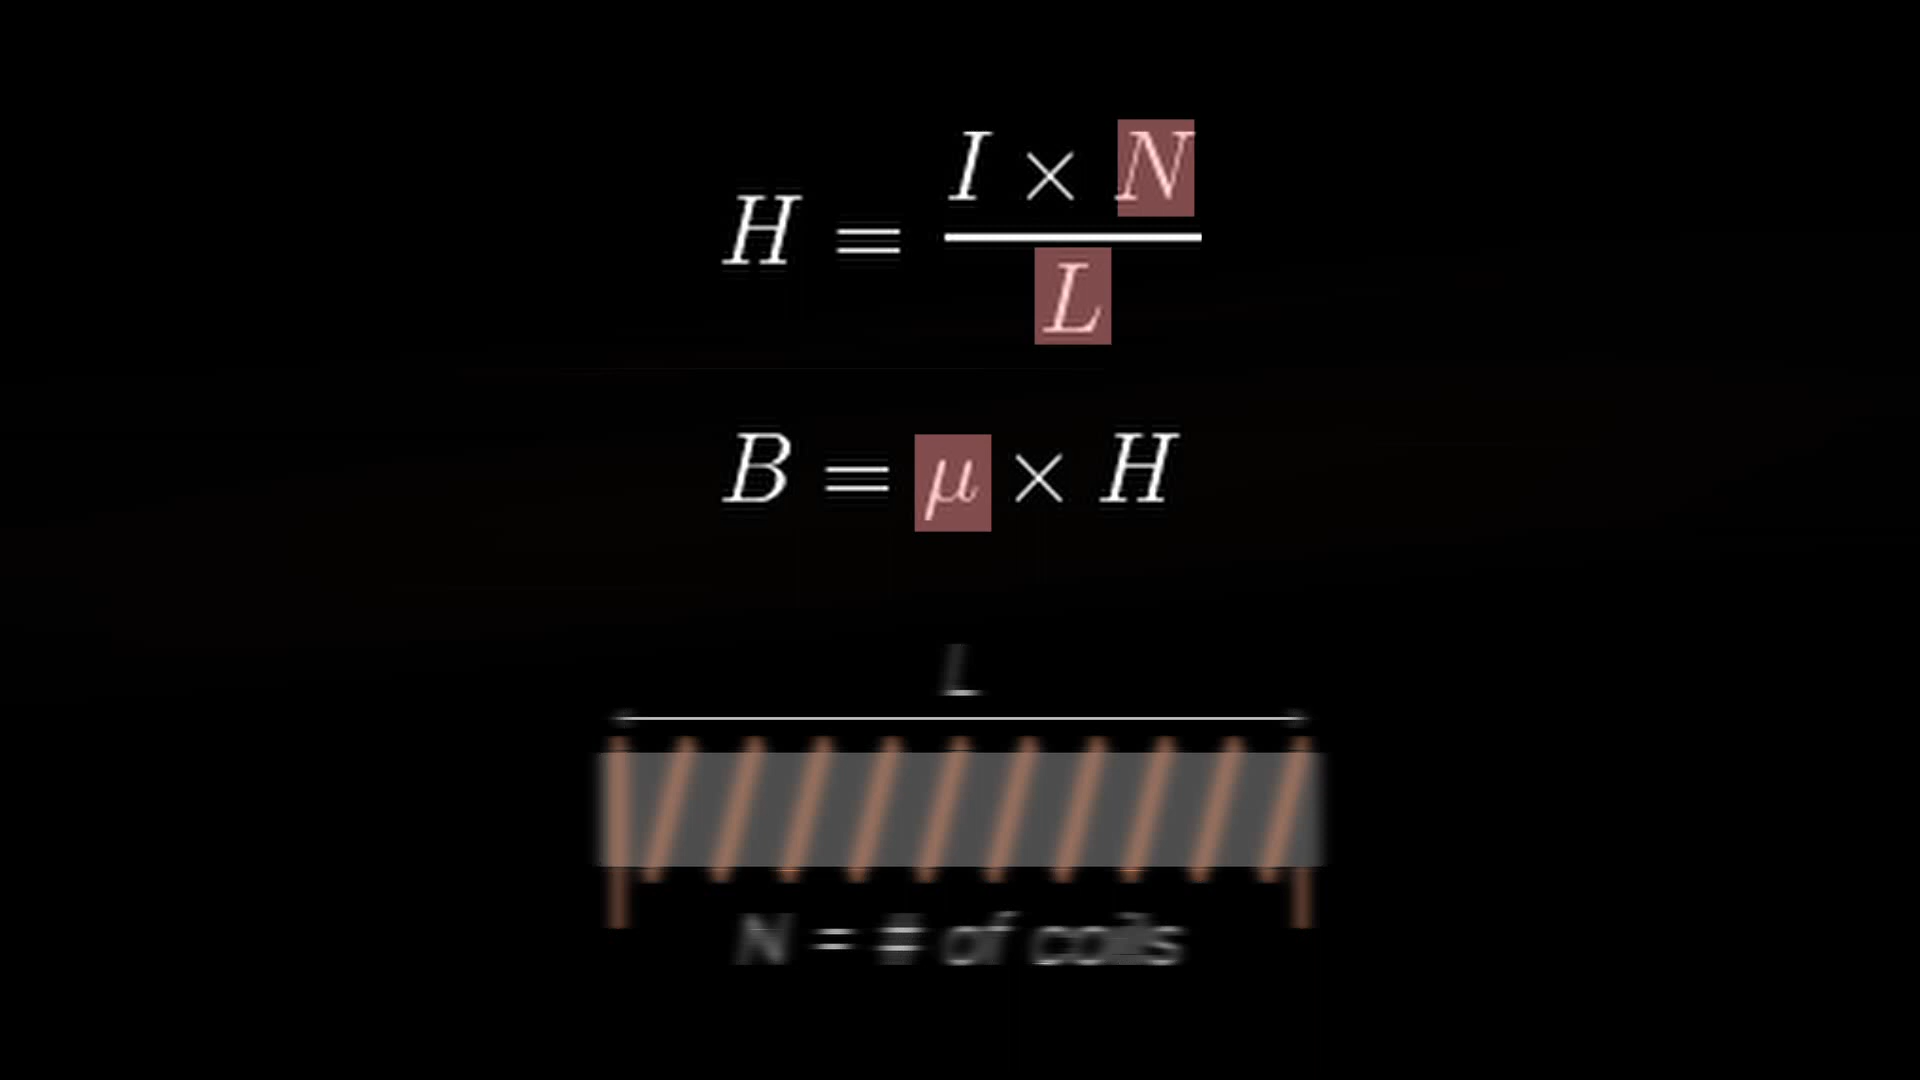 H = I × N / L
B = μ × H
L
N = # of coils